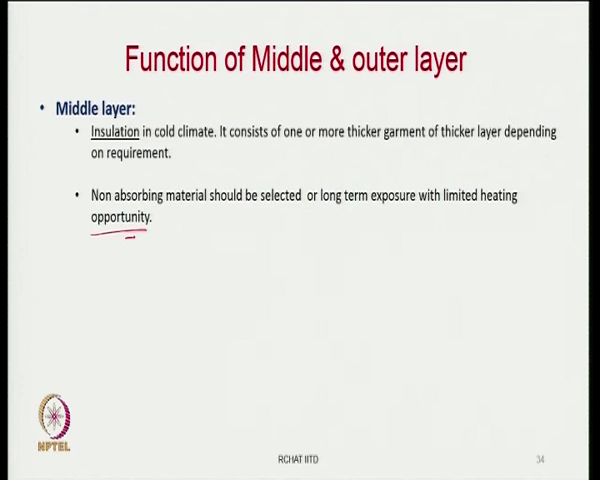 Function of Middle & outer layer
• Middle layer:
• Insulation in cold climate. It consists of one or more thicker garment of thicker layer depending
on requirement.
• Non absorbing material should be selected or long term exposure with limited heating
opportunity.
NPTEL
RCHAT IITD
34